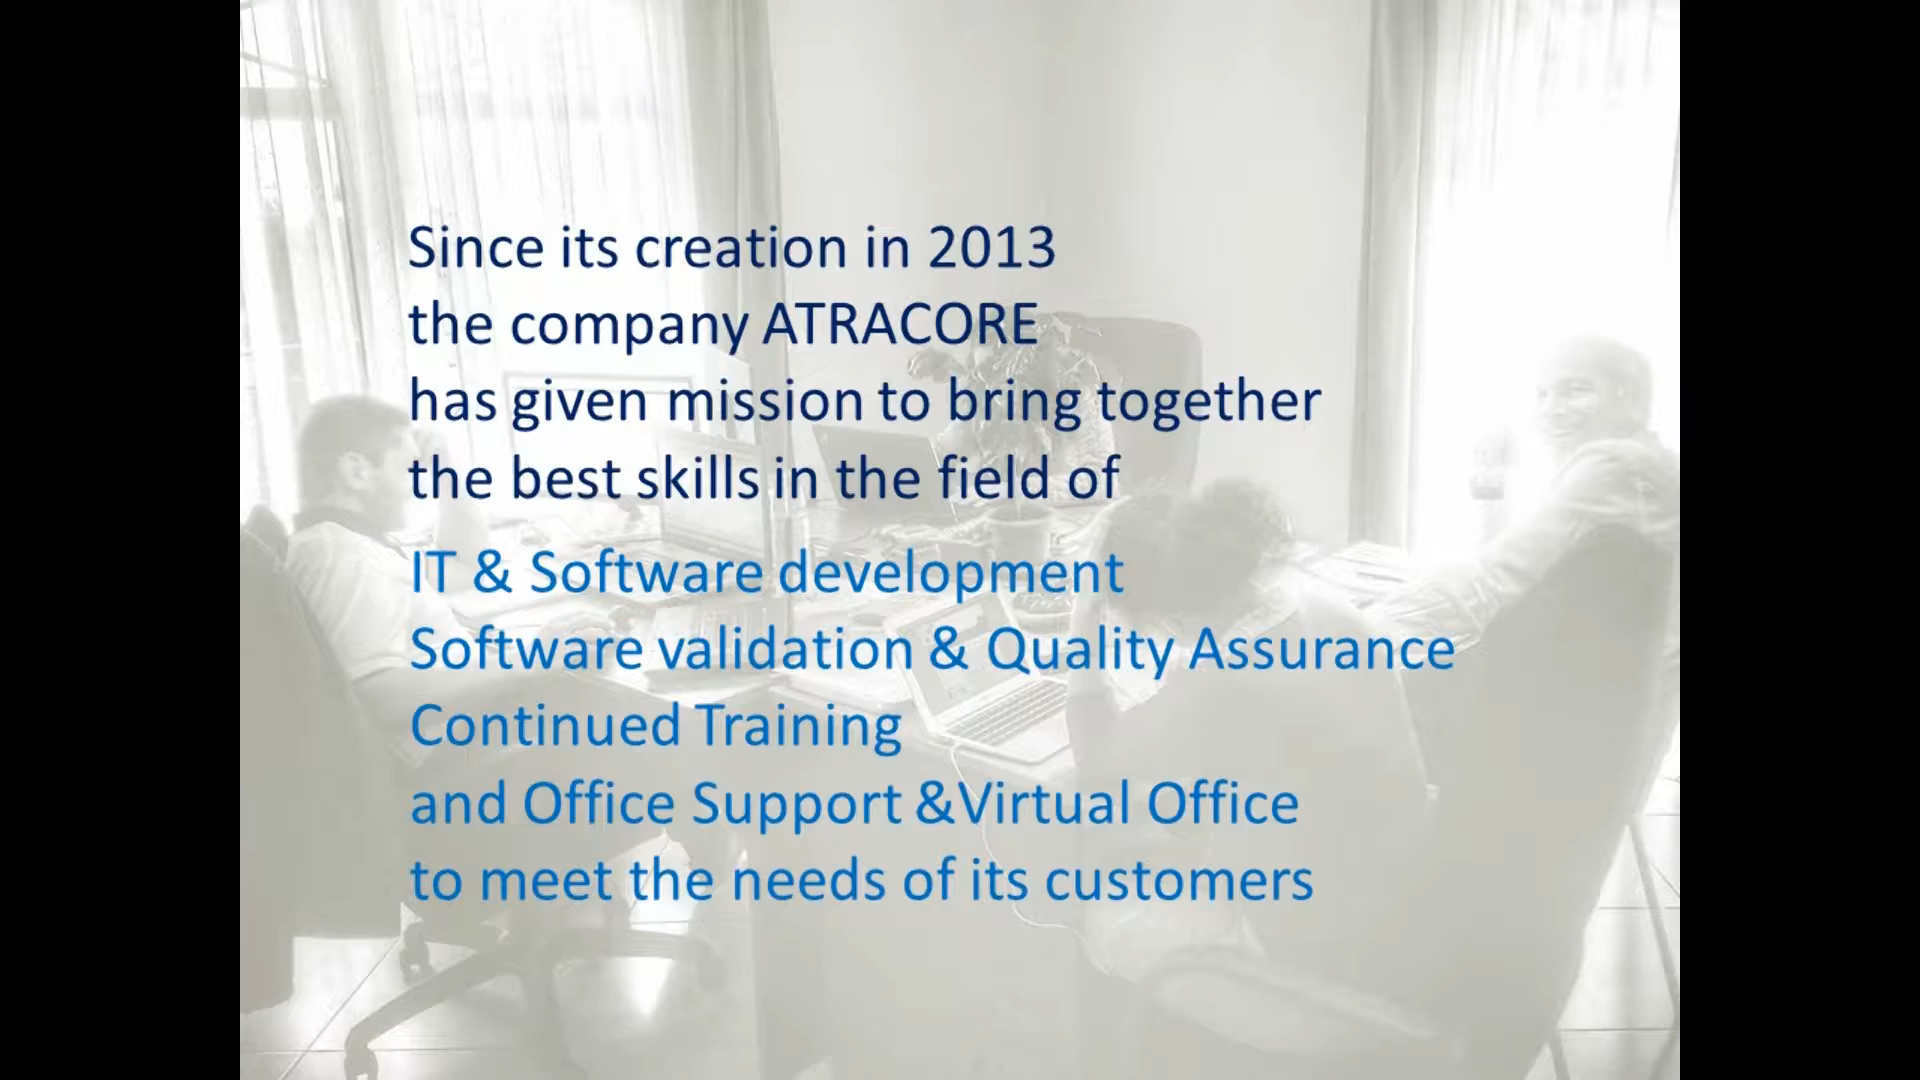 Since its creation in 2013
the company ATRACORE
has given mission to bring together
the best skills in the field of
IT & Software development
Software validation & Quality Assurance
Continued Training
and Office Support &Virtual Office
to meet the needs of its customers